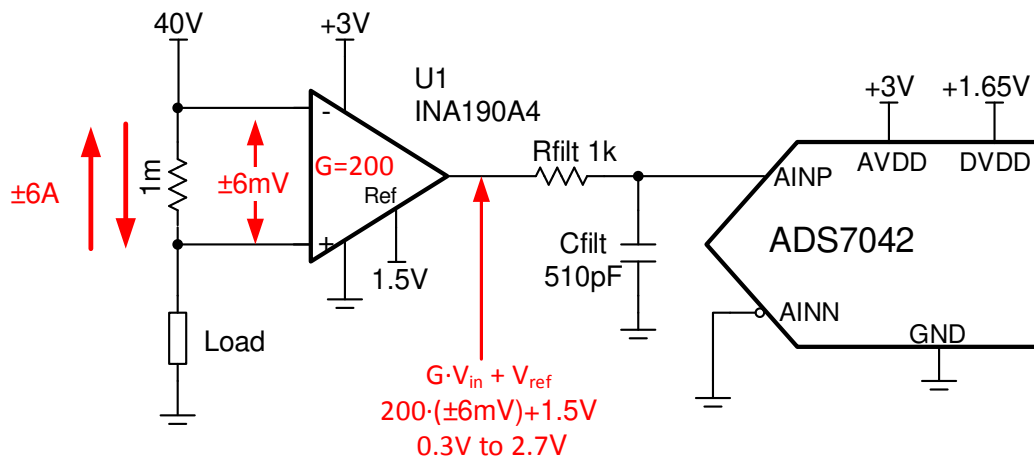 40V
+3V
U1
INA190A4
+3V
+1.65V
-
±6A
1m
±6mV
G=200
Ref
+
1.5V
Rfilt 1k
AINP
AVDD
DVDD
Cfilt
510pF
ADS7042
AINN
GND
Load
G·Vin + Vref
200·(±6mV)+1.5V
0.3V to 2.7V